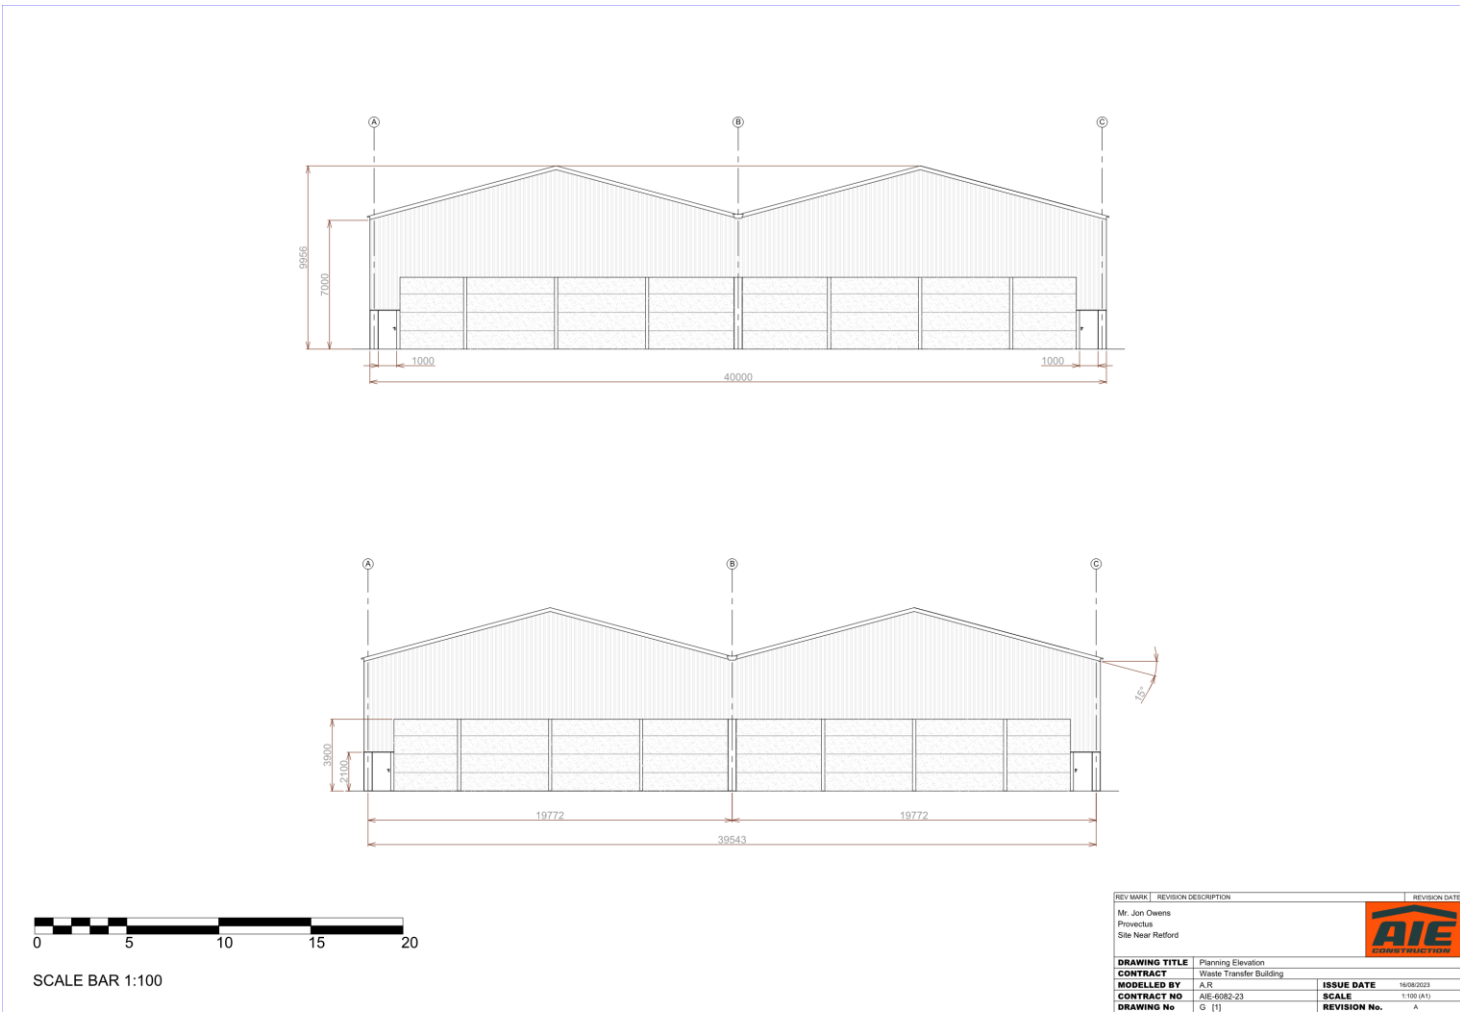 A B C
9956
7000
1000 1000
40000
A B C
15°
3900
2100
19772 19772
39543
0 5 10 15 20
SCALE BAR 1:100
REV MARK REVISION DESCRIPTION REVISION DATE
Mr. Jon Owens
Provectus
Site Near Retford
AIE
CONSTRUCTION
DRAWING TITLE Planning Elevation
CONTRACT Waste Transfer Building
MODELLED BY A.R ISSUE DATE 16/08/2023
CONTRACT NO AIE-6082-23 SCALE 1:100 (A1)
DRAWING No G [1] REVISION No. A